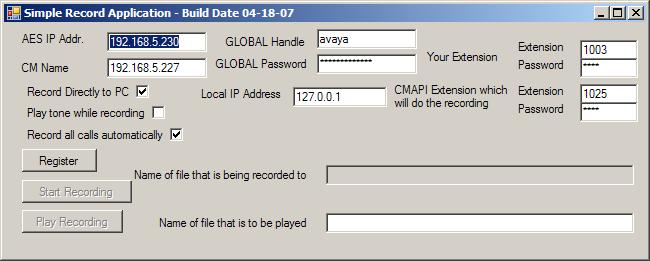 Simple Record Application - Build Date 04-18-07
AES IP Addr. 192.168.5.230 GLOBAL Handle avaya Your Extension Extension 1003
CM Name 192.168.5.227 GLOBAL Password ************* Password ****
Record Directly to PC Local IP Address 127.0.0.1 CMAPI Extension which Extension 1025
Play tone while recording will do the recording Password ****
Record all calls automatically
Register
Name of file that is being recorded to
Start Recording
Play Recording Name of file that is to be played